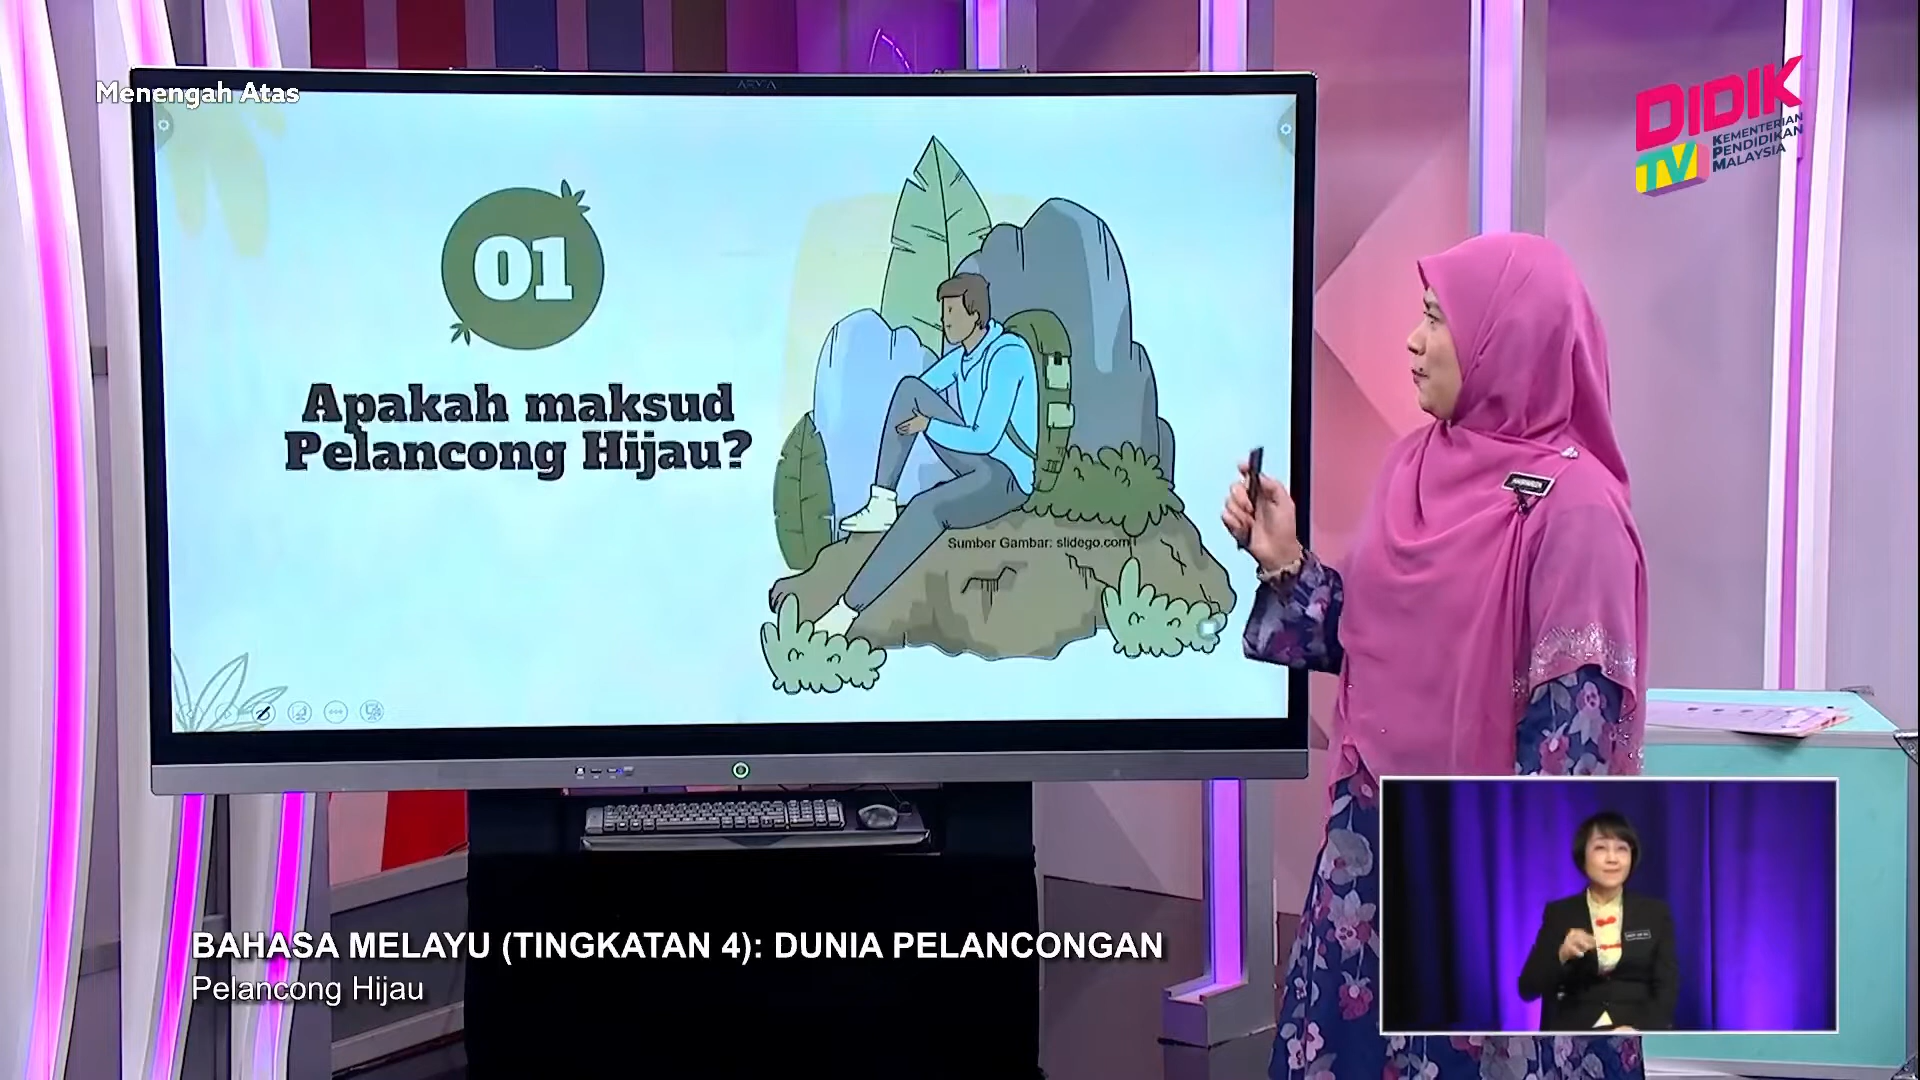 Menengah Atas
DIDIK
TV
KEMENTERIAN
PENDIDIKAN
MALAYSIA
01
Apakah maksud
Pelancong Hijau?
Sumber Gambar: slidego.com
BAHASA MELAYU (TINGKATAN 4): DUNIA PELANCONGAN
Pelancong Hijau